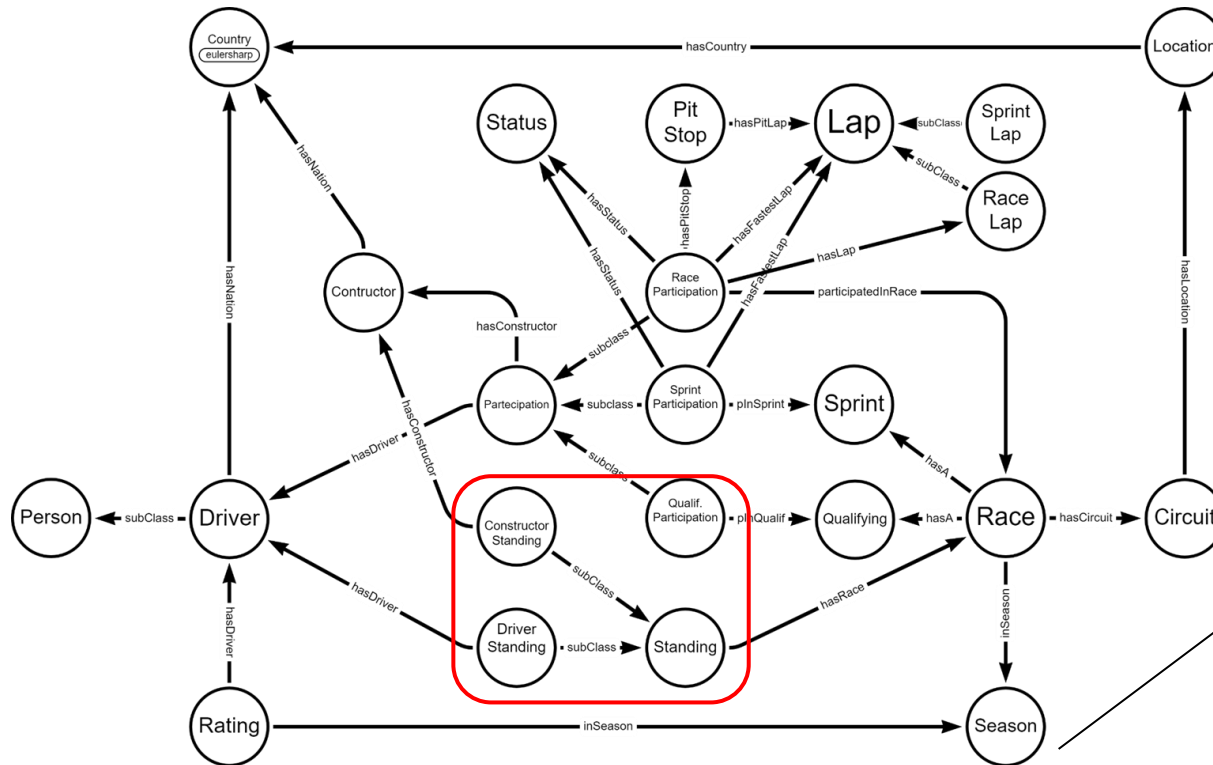 Country
eulersharp
hasCountry
Location
Status
Pit
Stop
hasPitLap
Lap
subClass
Sprint
Lap
hasNation
subClass
Race
Lap
hasStatus
hasPitStop
hasFastestLap
hasLap
hasStatus
hasFastestLap
hasLocation
Contructor
Race
Participation
participatedInRace
hasNation
hasConstructor
subclass
Partecipation
subclass
Sprint
Participation
pInSprint
Sprint
hasConstructor
hasDriver
subclass
hasA
Person
subClass
Driver
Constructor
Standing
Qualif.
Participation
pInQualif
Qualifying
hasA
Race
hasCircuit
Circuit
subClass
hasDriver
hasRace
hasDriver
Driver
Standing
subClass
Standing
inSeason
Rating
inSeason
Season